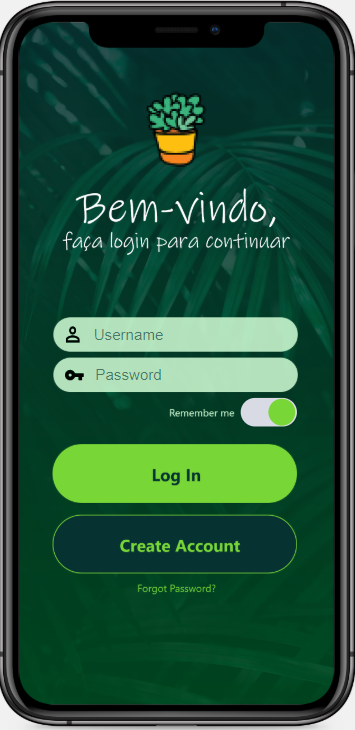 Bem-vindo,
faça login para continuar
Username
Password
Remember me
Log In
Create Account
Forgot Password?